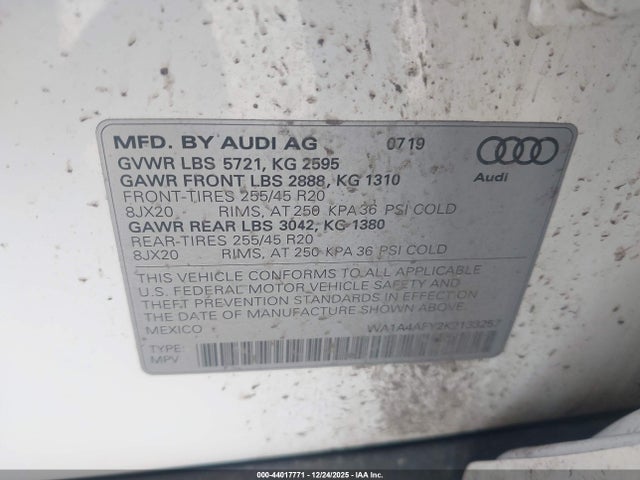 MFD. BY AUDI AG 0719
GVWR LBS 5721, KG 2595
GAWR FRONT LBS 2888, KG 1310
FRONT-TIRES 255/45 R20
8JX20 RIMS, AT 250 KPA 36 PSI COLD
GAWR REAR LBS 3042, KG 1380
REAR-TIRES 255/45 R20
8JX20 RIMS, AT 250 KPA 36 PSI COLD
Audi
THIS VEHICLE CONFORMS TO ALL APPLICABLE
U.S. FEDERAL MOTOR VEHICLE SAFETY AND
THEFT PREVENTION STANDARDS IN EFFECT ON
THE DATE OF MANUFACTURE SHOWN ABOVE.
MEXICO
TYPE:
MPV
000-44017771 - 12/24/2025 - IAA Inc.